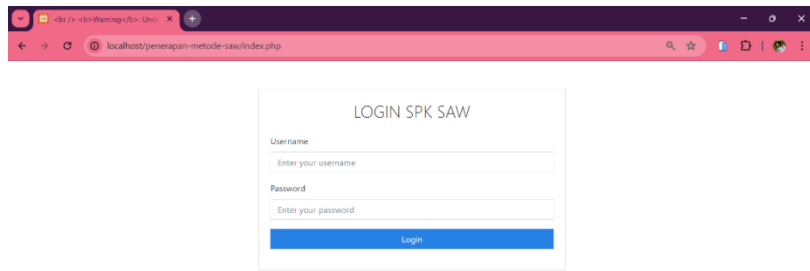 <br/> <b>Warning</b>: Und
localhost/penerapan-metode-saw/index.php
LOGIN SPK SAW
Username
Enter your username
Password
Enter your password
Login